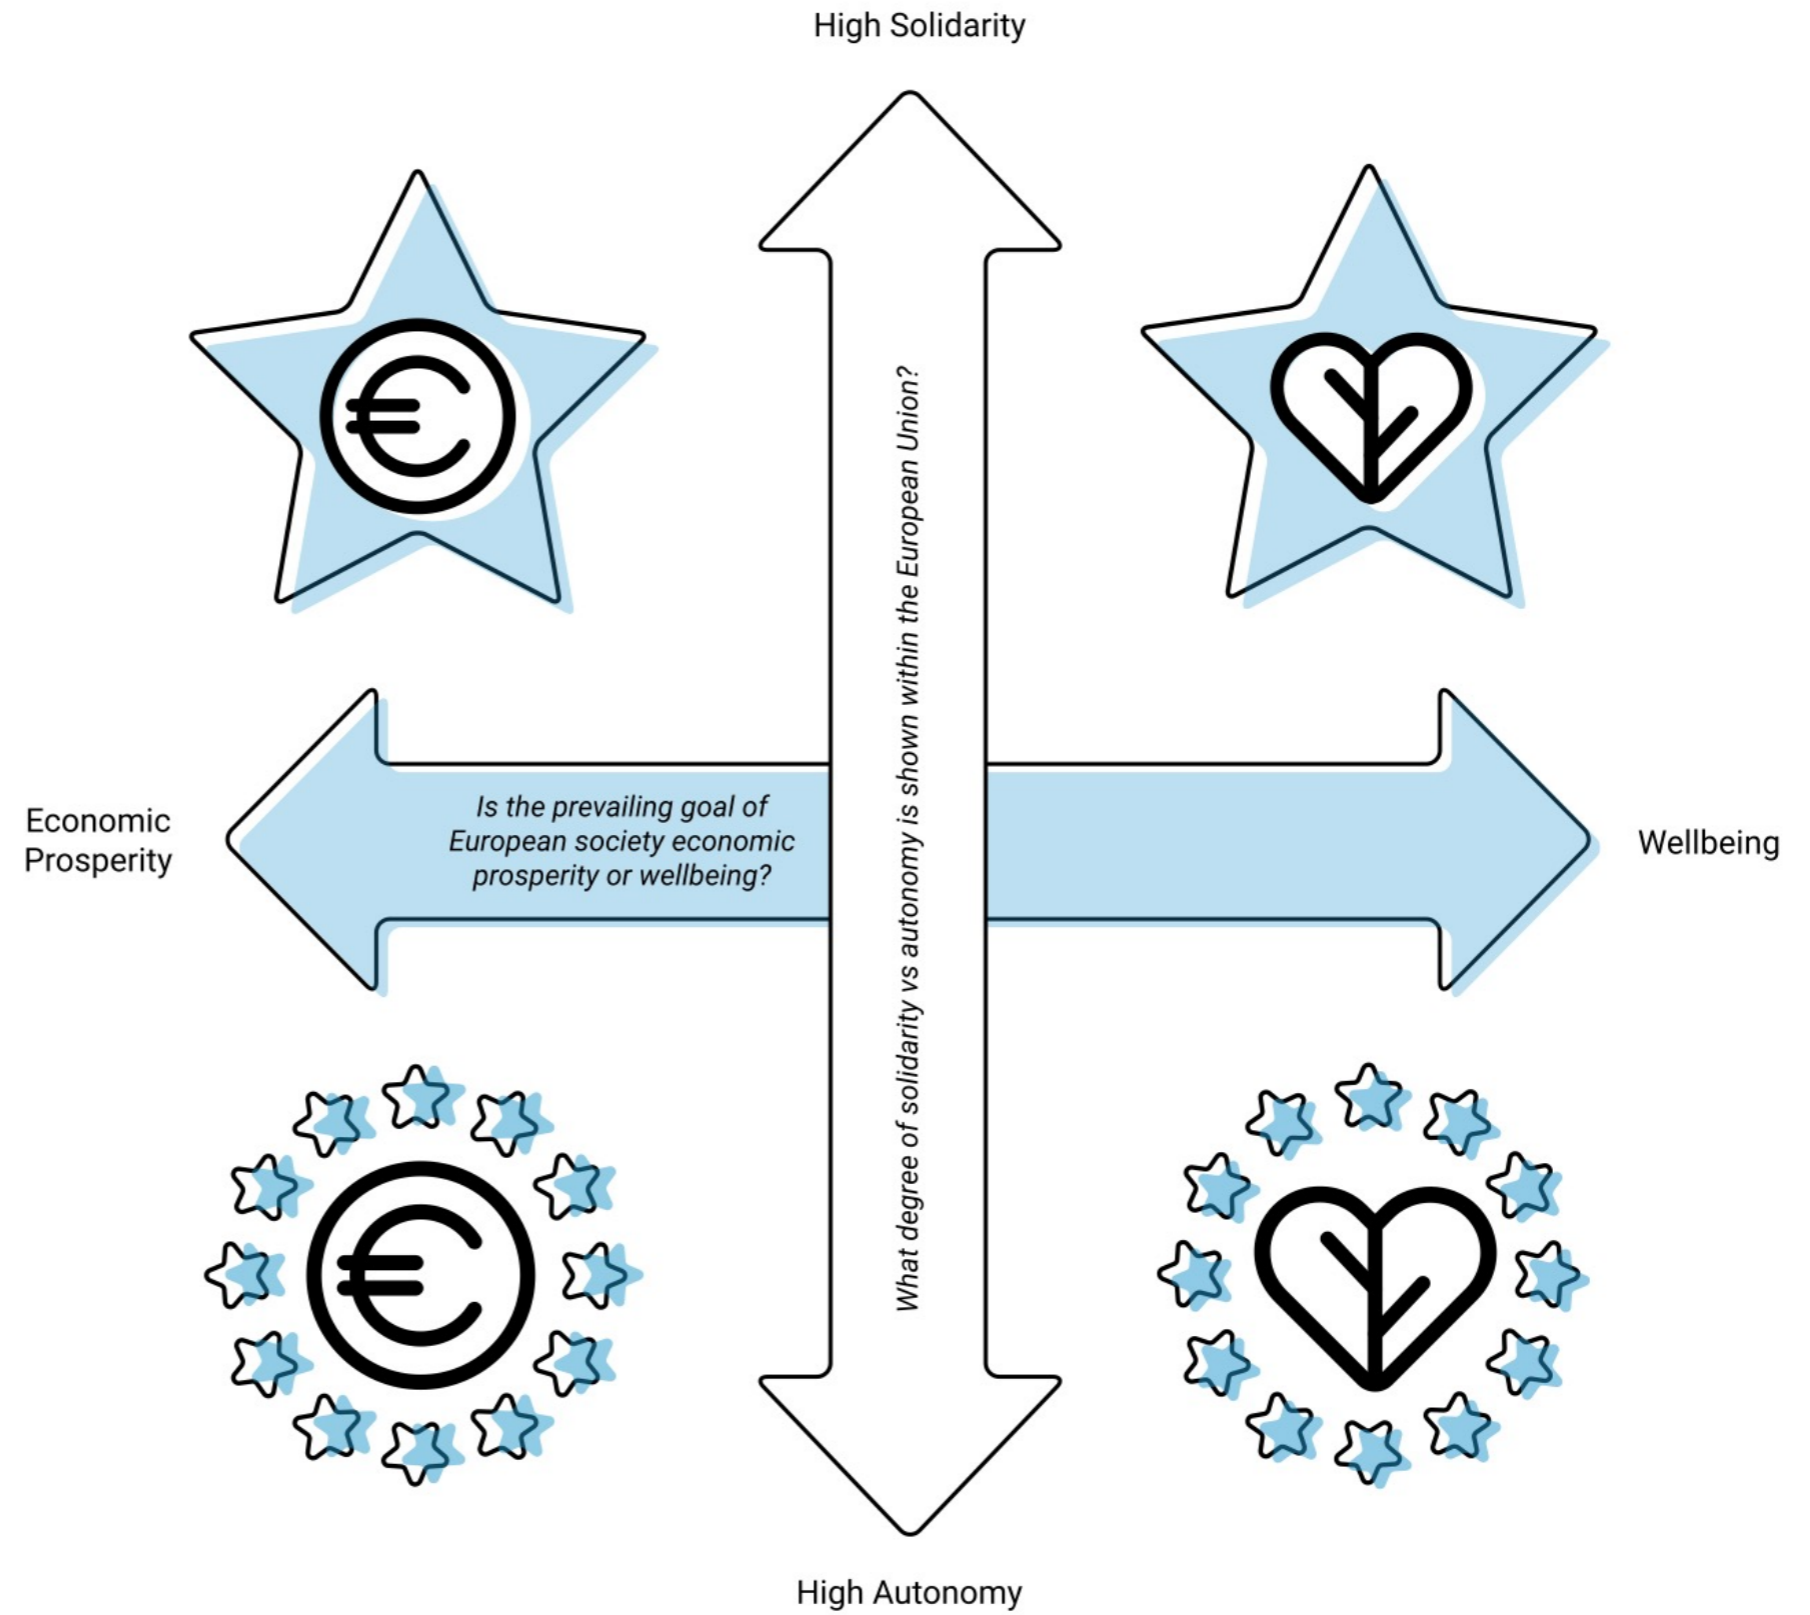 High Solidarity
What degree of solidarity vs autonomy is shown within the European Union?
Is the prevailing goal of
European society economic
prosperity or wellbeing?
Economic
Prosperity
Wellbeing
High Autonomy